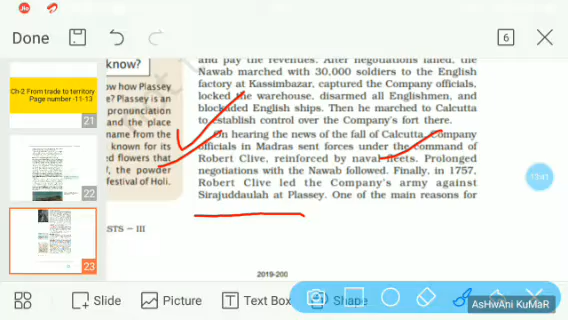 Done
6
know?
ow how Plassey
e? Plassey is an
pronunciation
and the place
name from the
known for its
ed flowers that
f, the powder
festival of Holi.
STS – III
and pay the revenues. After negotiations failed, the
Nawab marched with 30,000 soldiers to the English
factory at Kassimbazar, captured the Company officials,
locked the warehouse, disarmed all Englishmen, and
blockaded English ships. Then he marched to Calcutta
to establish control over the Company's fort there.
On hearing the news of the fall of Calcutta, Company
officials in Madras sent forces under the command of
Robert Clive, reinforced by naval fleets. Prolonged
negotiations with the Nawab followed. Finally, in 1757,
Robert Clive led the Company's army against
Sirajuddaulah at Plassey. One of the main reasons for
2019-200
Ch-2 From trade to territory
Page number -11-13
21
22
23
13:41
Slide
Picture
Text Box
Shape
AsHwAni KuMaR